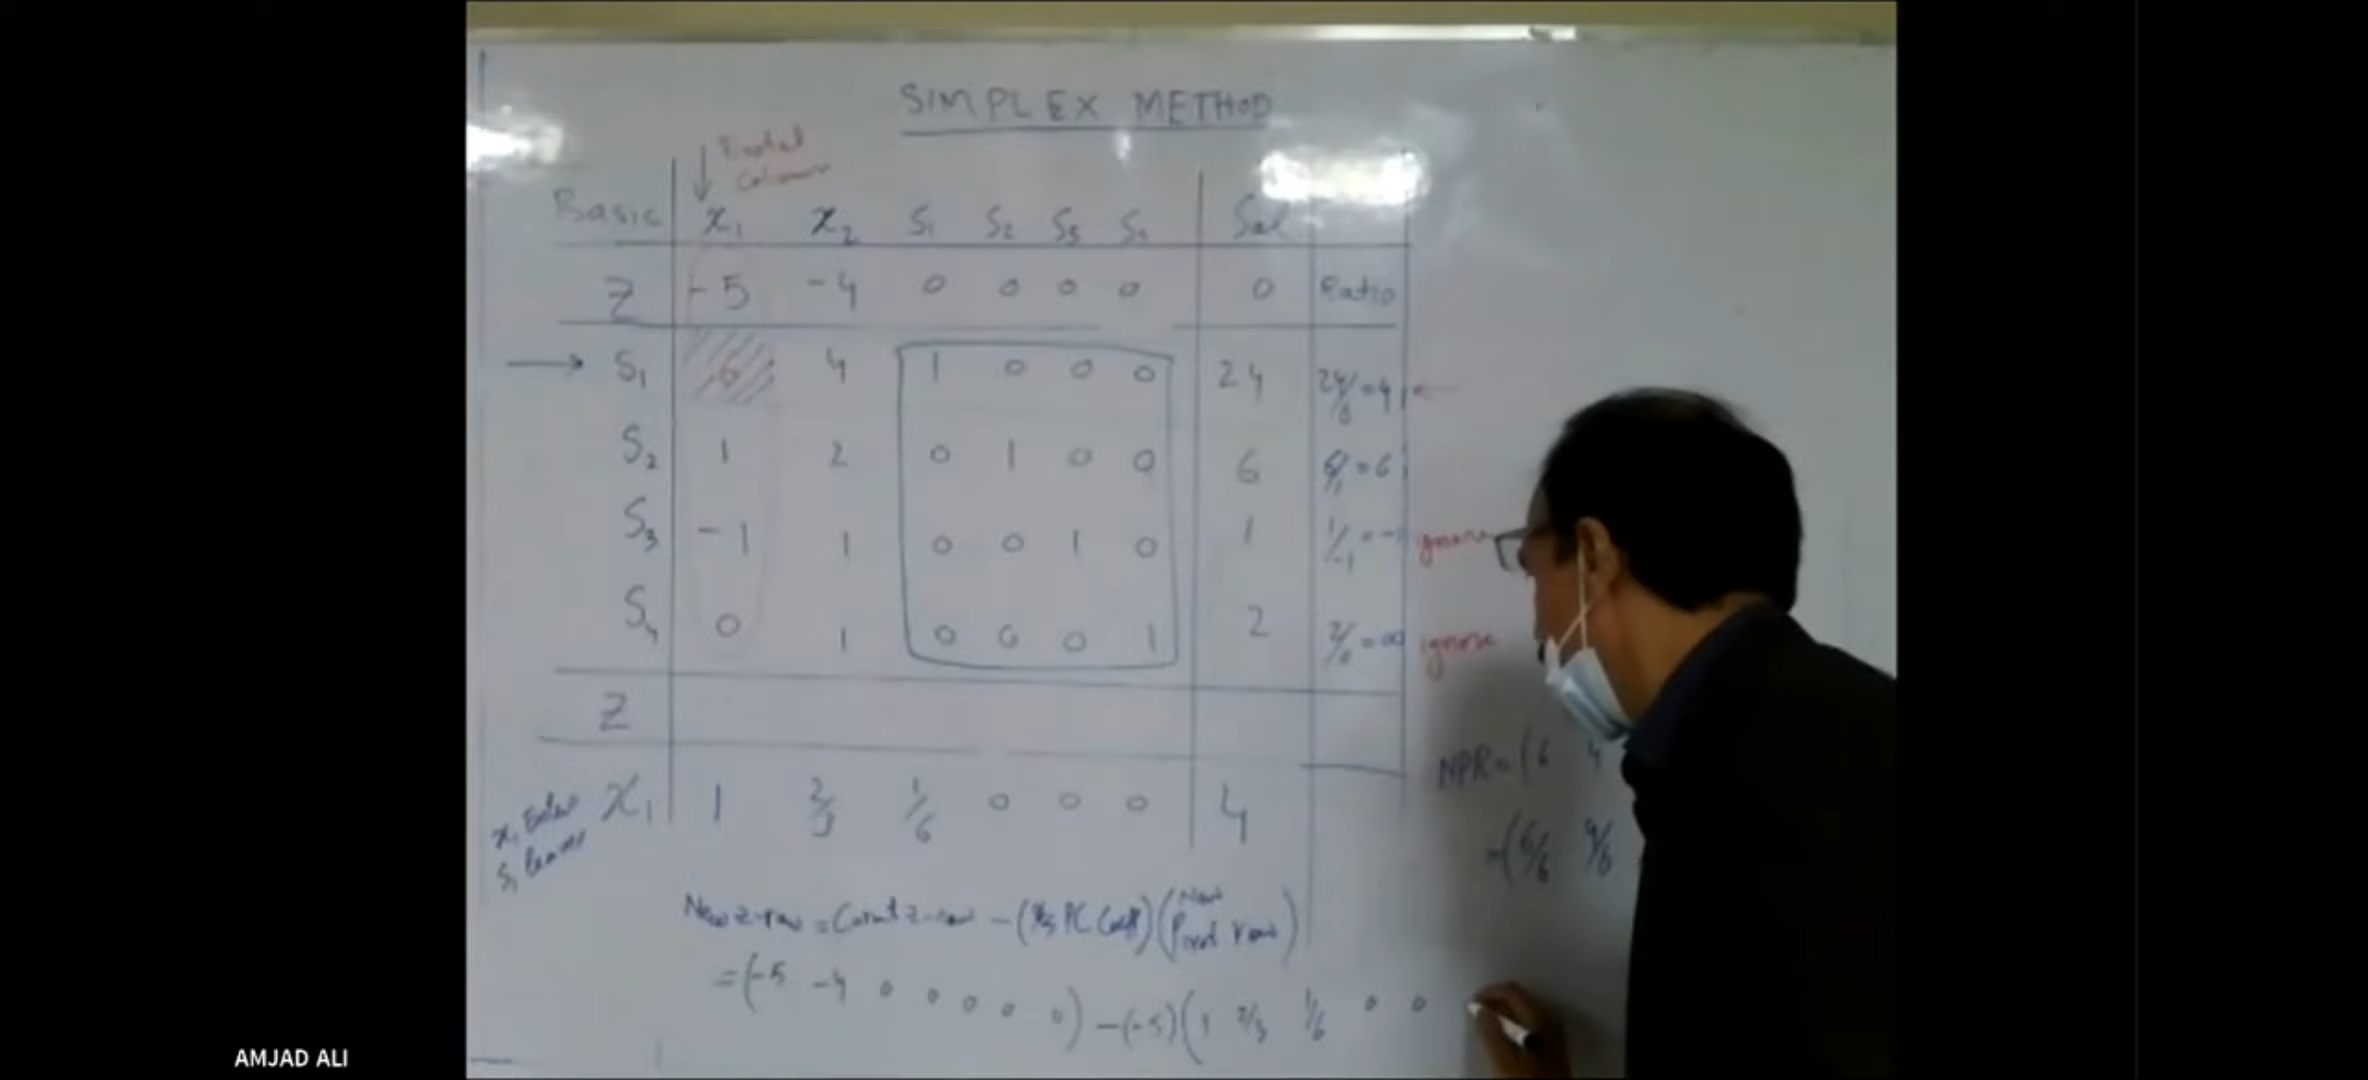 SIMPLEX METHOD
Pivotal
Column
Basic x₁ x₂ S₁ S₂ S₃ S₄ Sol
Z -5 -4 0 0 0 0 0 Ratio
→ S₁ 6 4 1 0 0 0 24 24/6=4 ←
S₂ 1 2 0 1 0 0 6 6/1=6
S₃ -1 1 0 0 1 0 1 1/-1=-1 ignore
S₄ 0 1 0 0 0 1 2 2/0=∞ ignore
Z
x₁ 1 2/3 1/6 0 0 0 4
x₁ Enter
S₁ leave
NPR=(6 4
=(6/6 4/6
New z-row = Current z-row - (Its PC Coeff)(New Pivot row)
=(-5 -4 0 0 0 0 0)-(-5)(1 2/3 1/6 0 0
AMJAD ALI